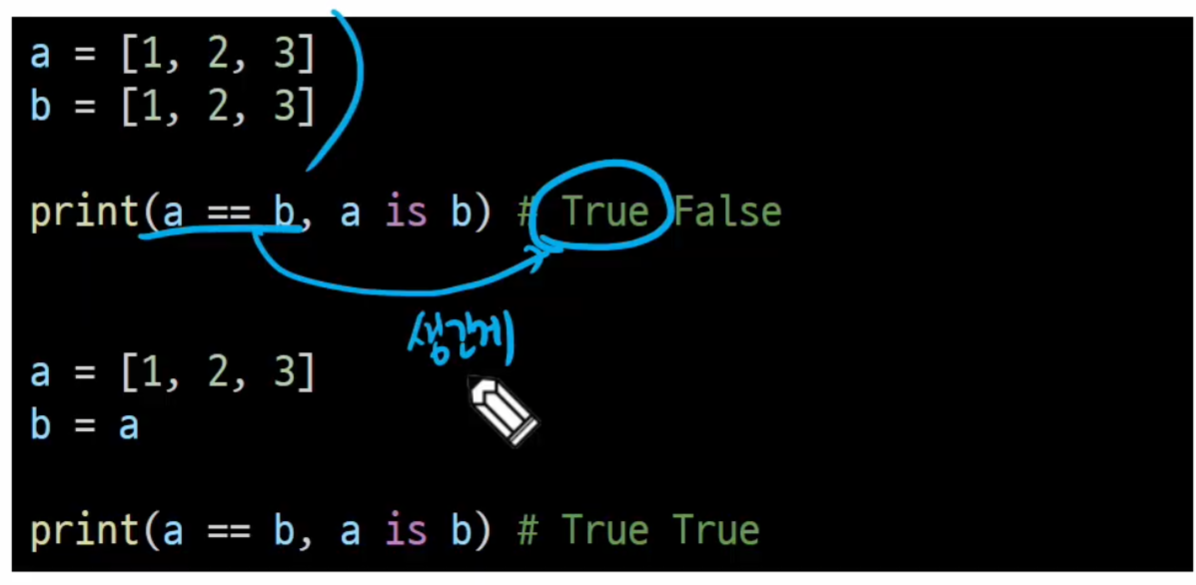 a = [1, 2, 3]
b = [1, 2, 3]
print(a == b, a is b) # True False
생긴게
a = [1, 2, 3]
b = a
print(a == b, a is b) # True True